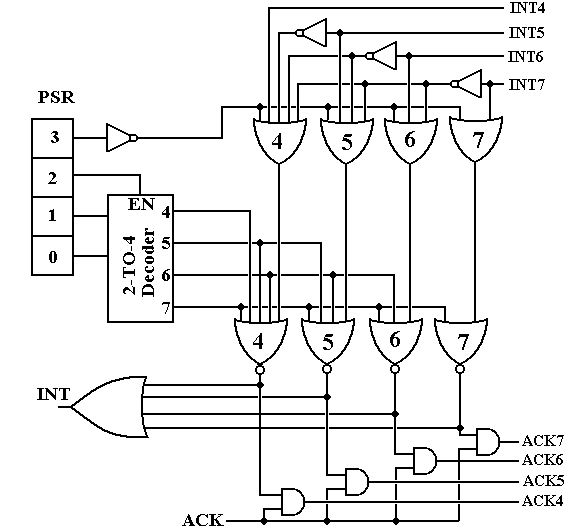 INT4
INT5
INT6
INT7
PSR
3
2
1
0
4
5
6
7
EN
2-TO-4
Decoder
4
5
6
7
4
5
6
7
INT
ACK7
ACK6
ACK5
ACK4
ACK